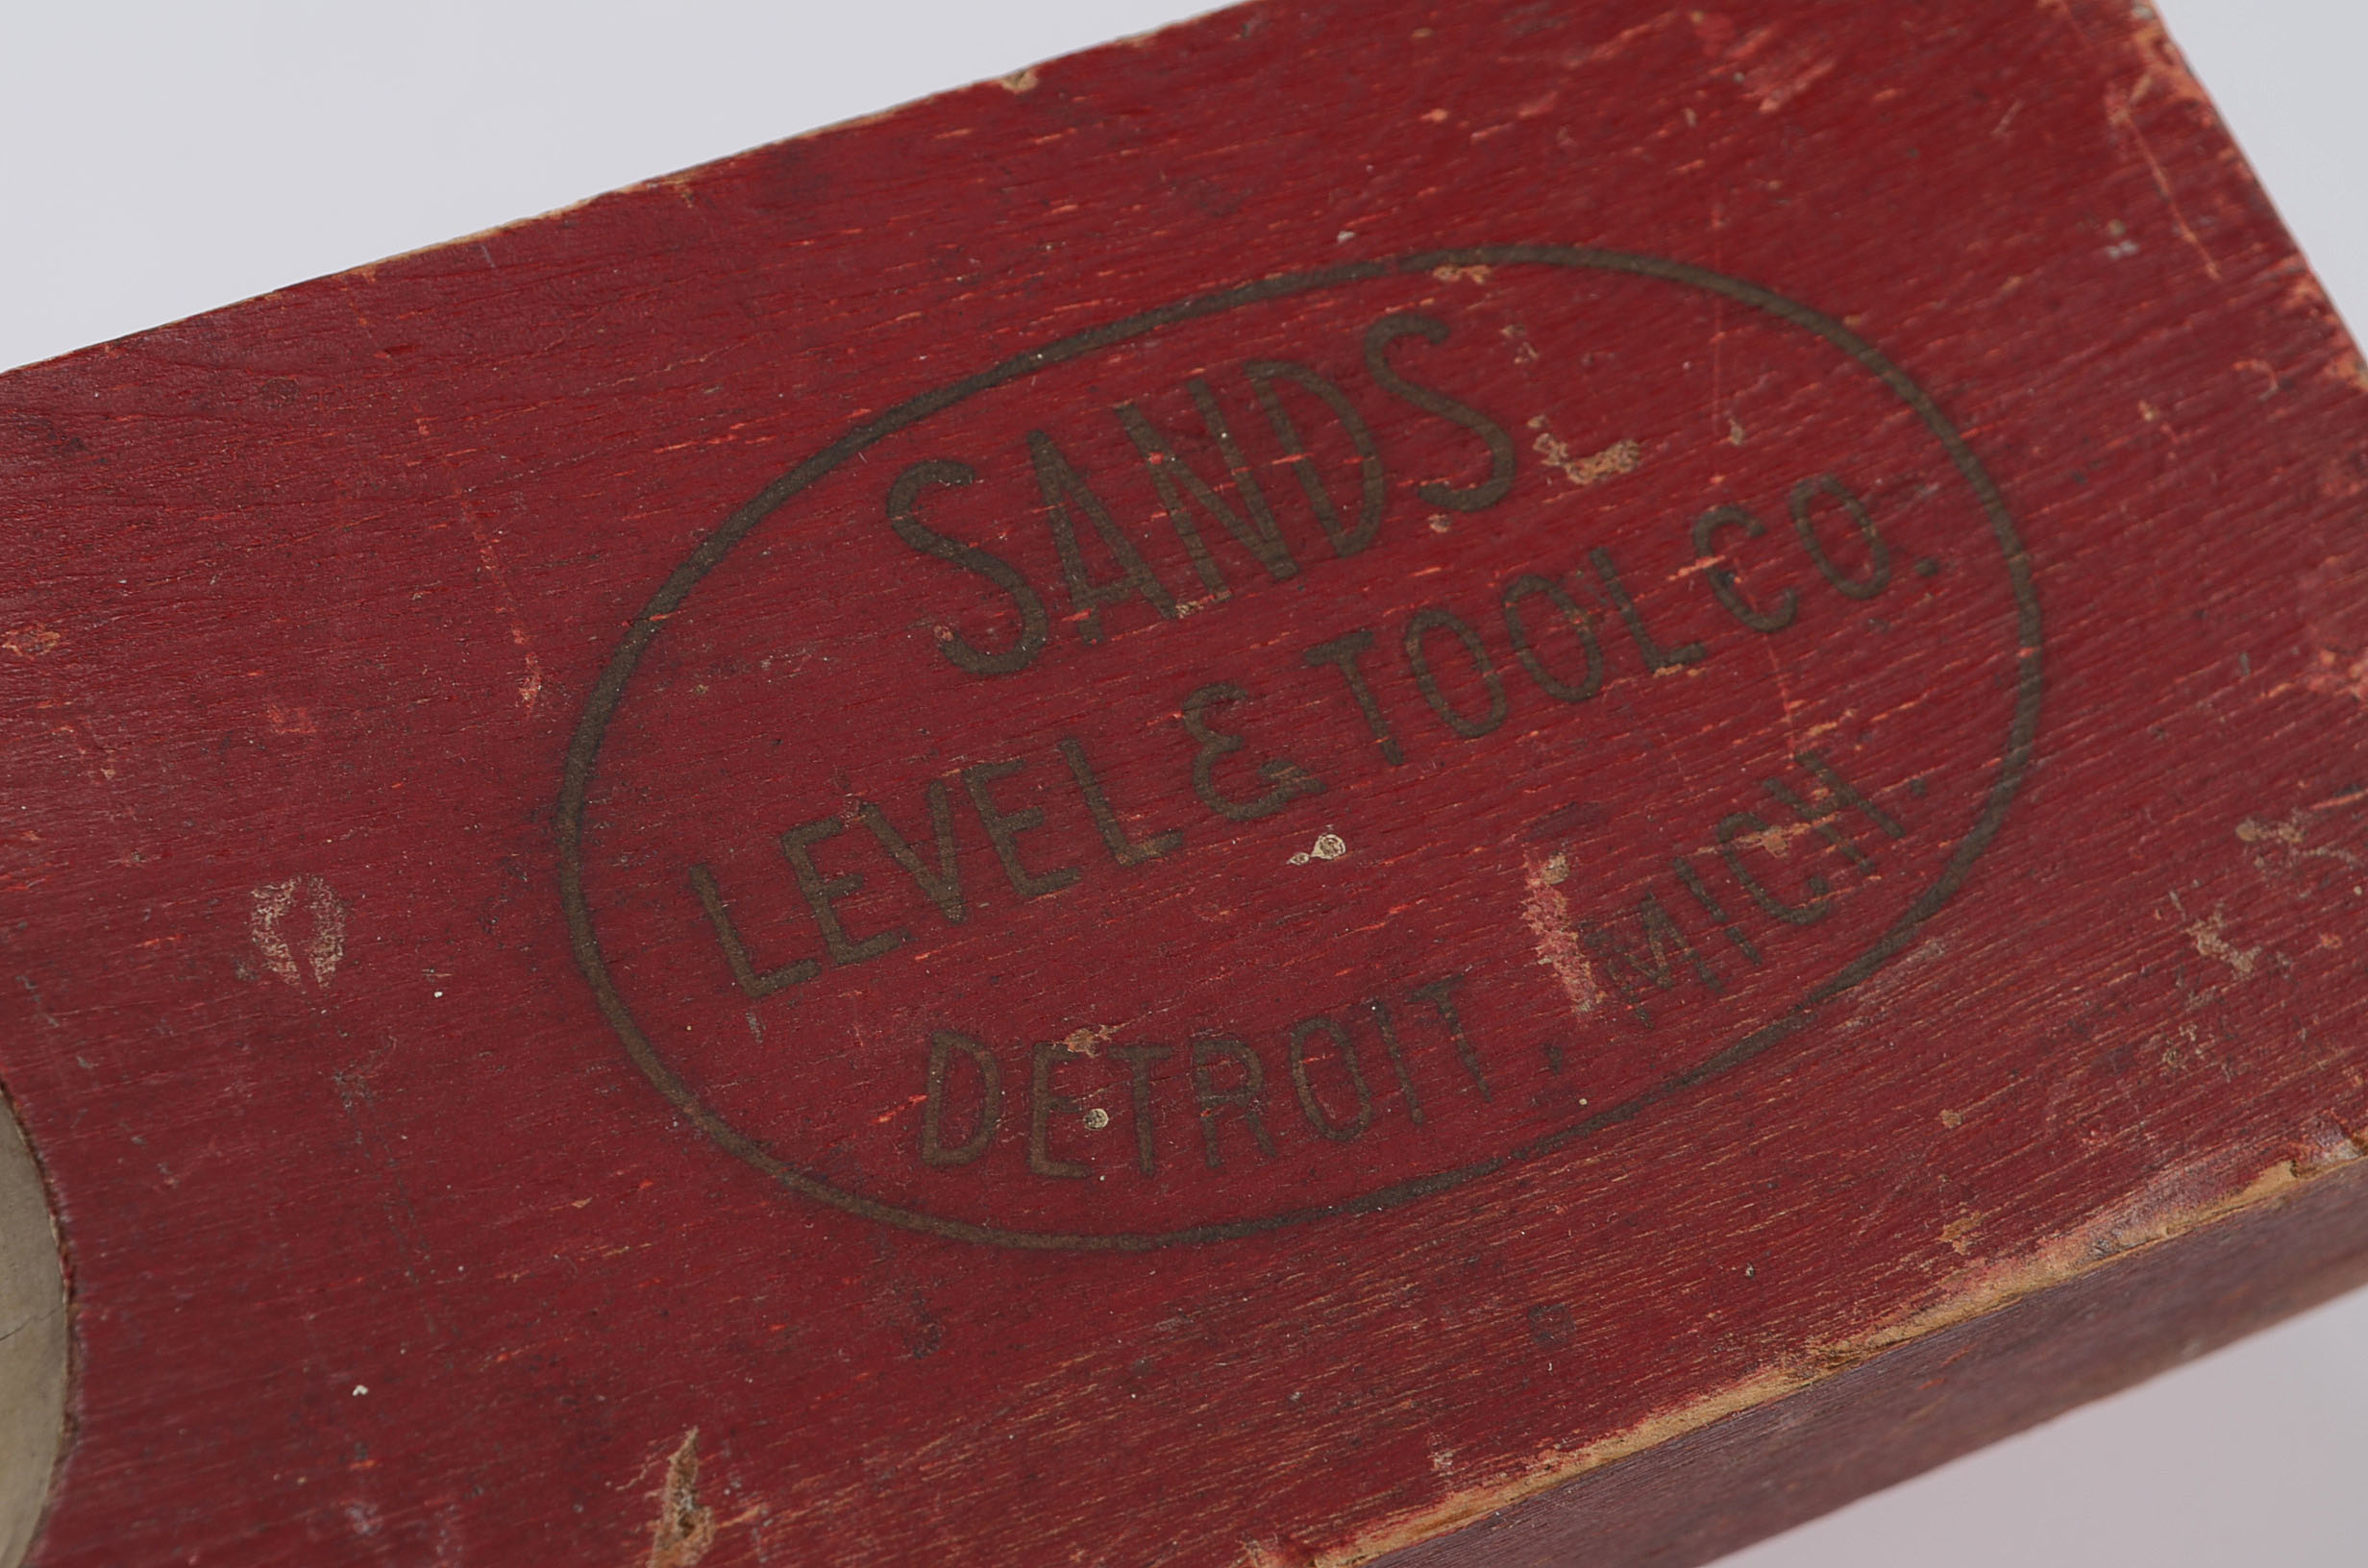 SANDS
LEVEL & TOOL CO.
DETROIT, MICH.